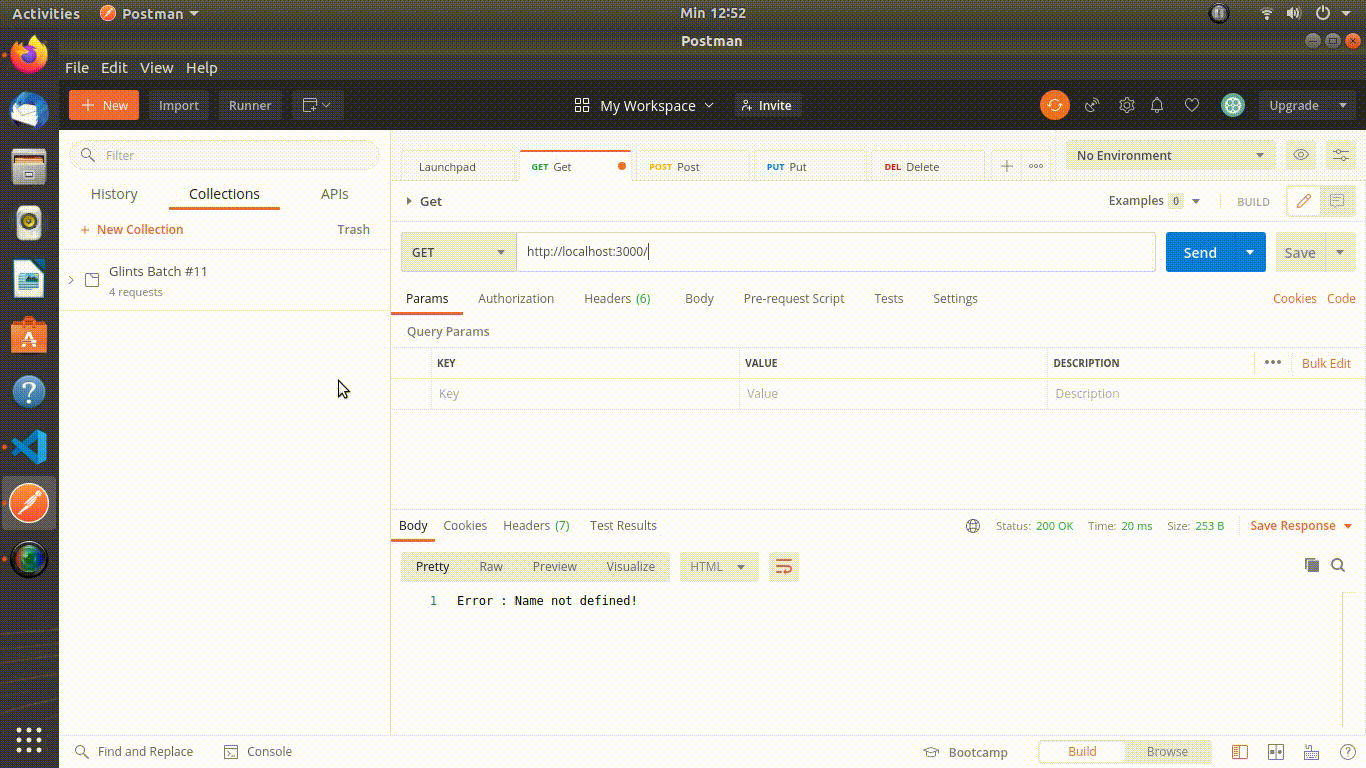 Activities Postman Min 12:52
Postman
File Edit View Help
New Import Runner My Workspace Invite Upgrade
Filter
History Collections APIs
+ New Collection Trash
Glints Batch #11
4 requests
Launchpad GET Get POST Post PUT Put DEL Delete No Environment
Get Examples 0 BUILD
GET http://localhost:3000/ Send Save
Params Authorization Headers (6) Body Pre-request Script Tests Settings Cookies Code
Query Params
KEY VALUE DESCRIPTION ••• Bulk Edit
Key Value Description
Body Cookies Headers (7) Test Results Status: 200 OK Time: 20 ms Size: 253 B Save Response
Pretty Raw Preview Visualize HTML
1 Error : Name not defined!
Find and Replace Console Bootcamp Build Browse